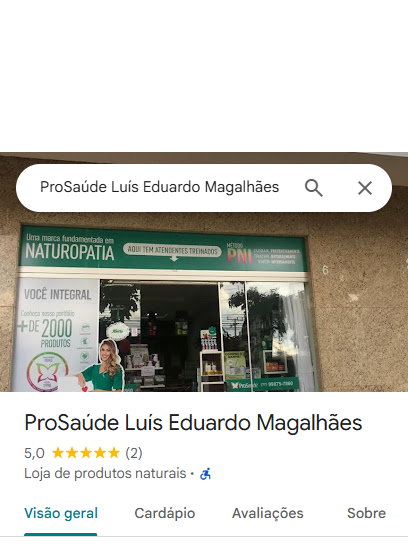 ProSaúde Luís Eduardo Magalhães
Uma marca fundamentada em
NATUROPATIA
AQUI TEM ATENDENTES TREINADOS
MÉTODO
PNI
6
VOCÊ INTEGRAL
Conheça nosso portfólio
+DE 2000
PRODUTOS
ProSaúde
ProSaúde Luís Eduardo Magalhães
5,0 (2)
Loja de produtos naturais ·
Visão geral
Cardápio
Avaliações
Sobre